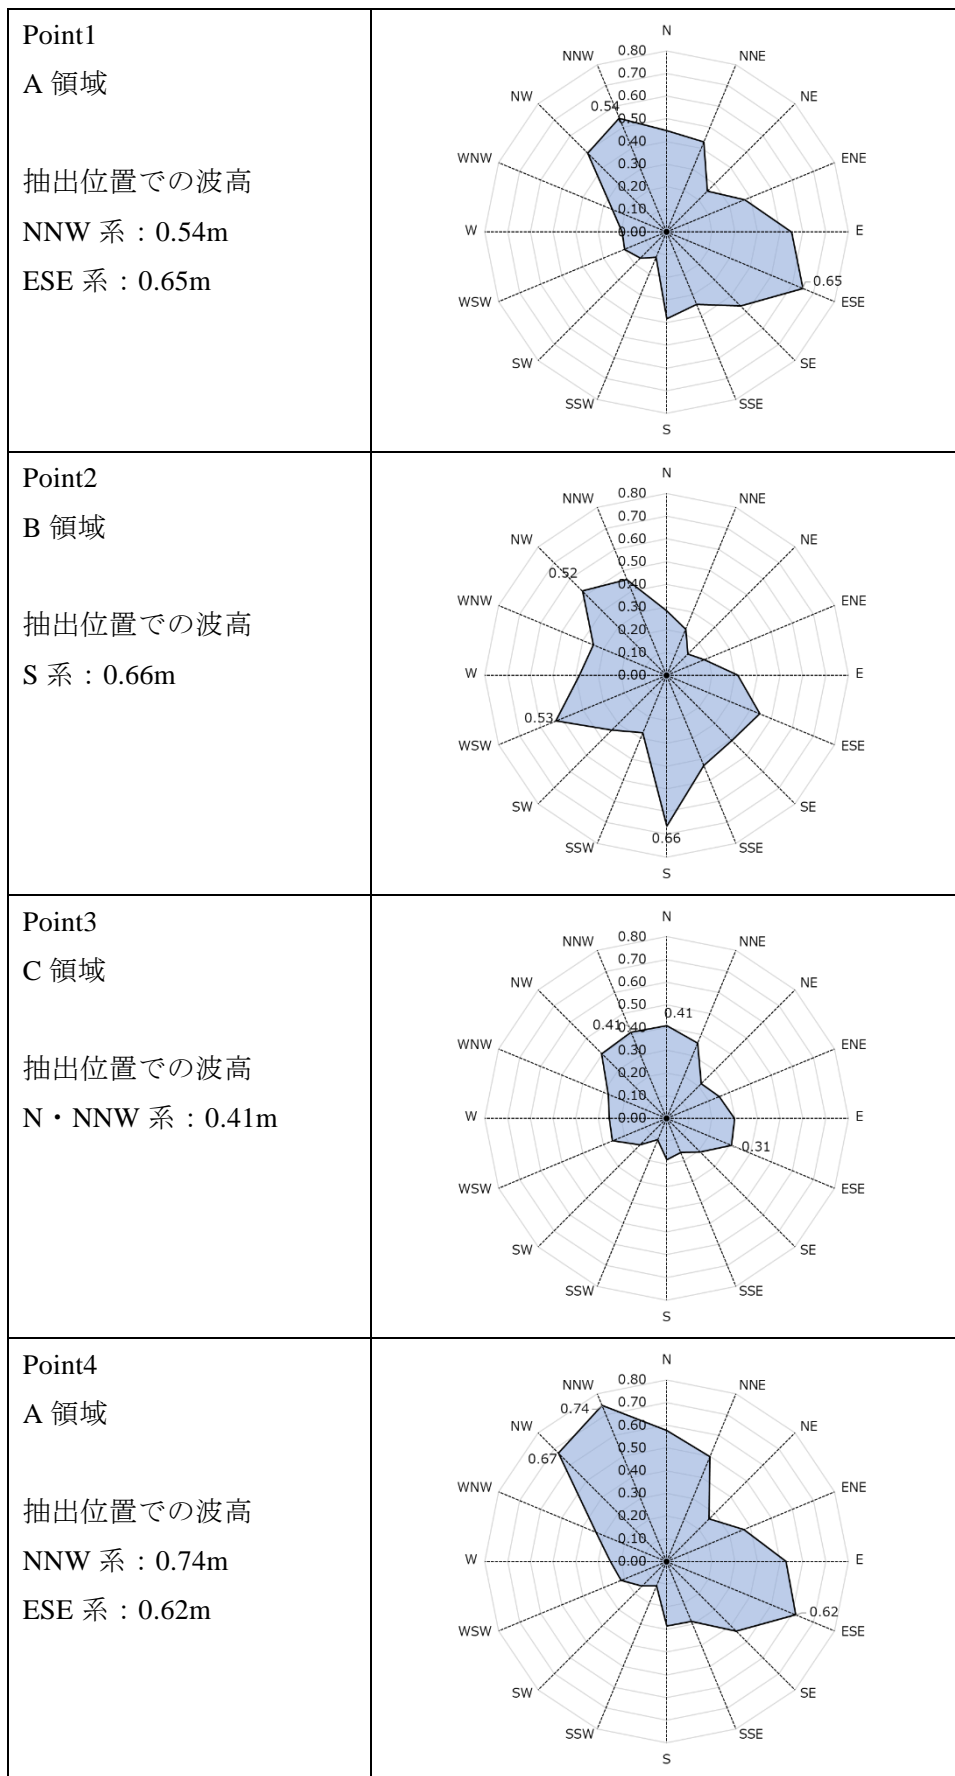 Point1
A 領域
抽出位置での波高
NNW 系：0.54m
ESE 系：0.65m
N
NNE
NE
ENE
E
ESE
SE
SSE
S
SSW
SW
WSW
W
WNW
NW
NNW
0.80
0.70
0.60
0.50
0.40
0.30
0.20
0.10
0.00
0.54
0.65
Point2
B 領域
抽出位置での波高
S 系：0.66m
N
NNE
NE
ENE
E
ESE
SE
SSE
S
SSW
SW
WSW
W
WNW
NW
NNW
0.80
0.70
0.60
0.50
0.40
0.30
0.20
0.10
0.00
0.52
0.53
0.66
Point3
C 領域
抽出位置での波高
N・NNW 系：0.41m
N
NNE
NE
ENE
E
ESE
SE
SSE
S
SSW
SW
WSW
W
WNW
NW
NNW
0.80
0.70
0.60
0.50
0.40
0.30
0.20
0.10
0.00
0.41
0.41
0.31
Point4
A 領域
抽出位置での波高
NNW 系：0.74m
ESE 系：0.62m
N
NNE
NE
ENE
E
ESE
SE
SSE
S
SSW
SW
WSW
W
WNW
NW
NNW
0.80
0.70
0.60
0.50
0.40
0.30
0.20
0.10
0.00
0.74
0.67
0.62